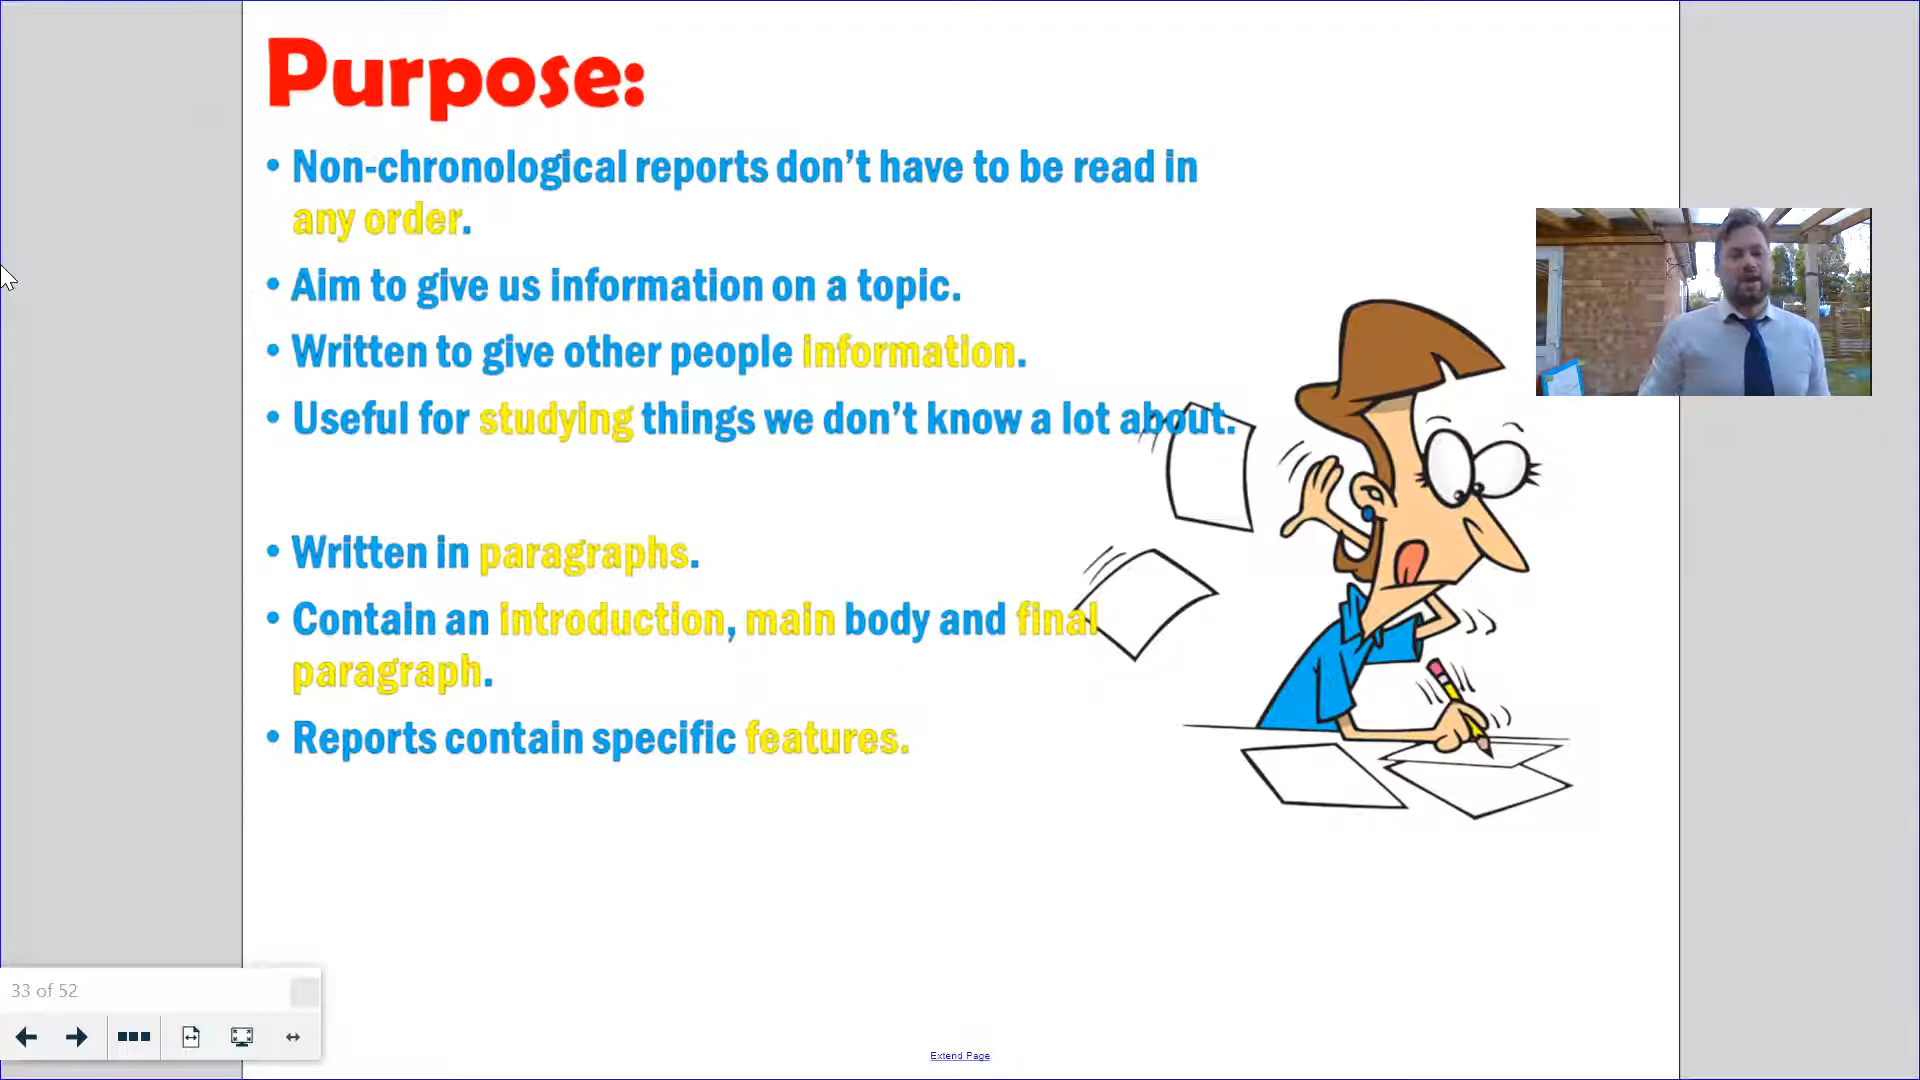 Purpose:
• Non-chronological reports don't have to be read in
any order.
• Aim to give us information on a topic.
• Written to give other people information.
• Useful for studying things we don't know a lot about.
• Written in paragraphs.
• Contain an introduction, main body and final
paragraph.
• Reports contain specific features.
33 of 52
Extend Page